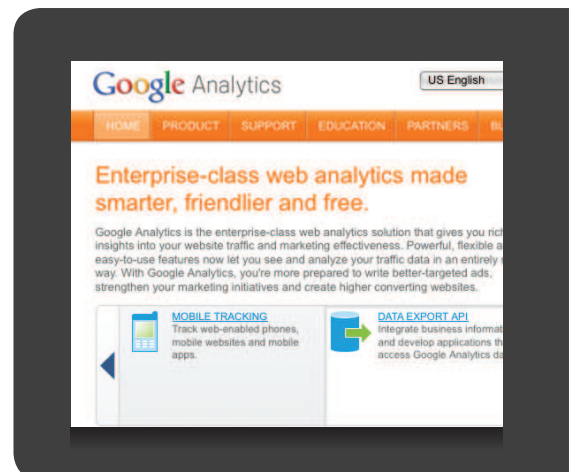 Google Analytics
US English
HOME PRODUCT SUPPORT EDUCATION PARTNERS
Enterprise-class web analytics made
smarter, friendlier and free.
Google Analytics is the enterprise-class web analytics solution that gives you rich
insights into your website traffic and marketing effectiveness. Powerful, flexible a
easy-to-use features now let you see and analyze your traffic data in an entirely
way. With Google Analytics, you're more prepared to write better-targeted ads,
strengthen your marketing initiatives and create higher converting websites.
MOBILE TRACKING
Track web-enabled phones,
mobile websites and mobile
apps.
DATA EXPORT API
Integrate business informat
and develop applications th
access Google Analytics da